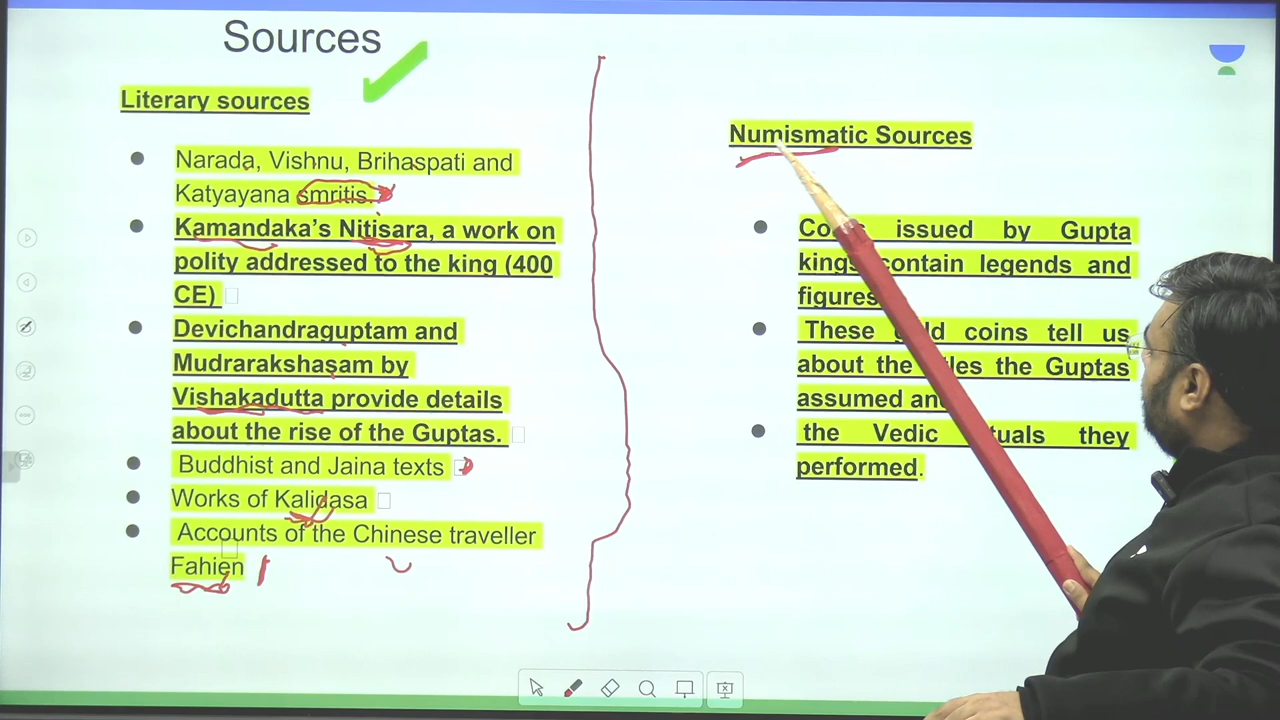 Sources
Literary sources
Narada, Vishnu, Brihaspati and
Katyayana smritis
Kamandaka's Nitisara, a work on
polity addressed to the king (400
CE)
Devichandraguptam and
Mudrarakshasam by
Vishakadutta provide details
about the rise of the Guptas.
Buddhist and Jaina texts
Works of Kalidasa
Accounts of the Chinese traveller
Fahien
Numismatic Sources
issued by Gupta
kings contain legends and
figures
These coins tell us
about the the Guptas
assumed
the Vedic they
performed.